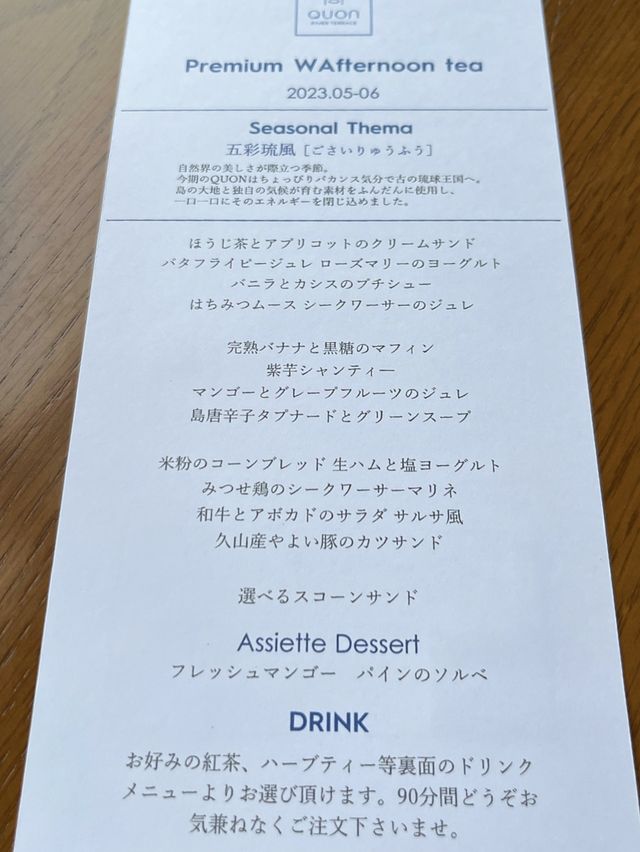 QUON
RIVER TERRACE
Premium WAfternoon tea
2023.05-06
Seasonal Thema
五彩琉風［ごさいりゅうふう］
自然界の美しさが際立つ季節。
今期のQUONはちょっぴりバカンス気分で古の琉球王国へ。
島の大地と独自の気候が育む素材をふんだんに使用し、
一口一口にそのエネルギーを閉じ込めました。
ほうじ茶とアプリコットのクリームサンド
バタフライピージュレ ローズマリーのヨーグルト
バニラとカシスのプチシュー
はちみつムース シークワーサーのジュレ
完熟バナナと黒糖のマフィン
紫芋シャンティー
マンゴーとグレープフルーツのジュレ
島唐辛子タプナードとグリーンスープ
米粉のコーンブレッド 生ハムと塩ヨーグルト
みつせ鶏のシークワーサーマリネ
和牛とアボカドのサラダ サルサ風
久山産やよい豚のカツサンド
選べるスコーンサンド
Assiette Dessert
フレッシュマンゴー　パインのソルベ
DRINK
お好みの紅茶、ハーブティー等裏面のドリンク
メニューよりお選び頂けます。90分間どうぞお
気兼ねなくご注文下さいませ。